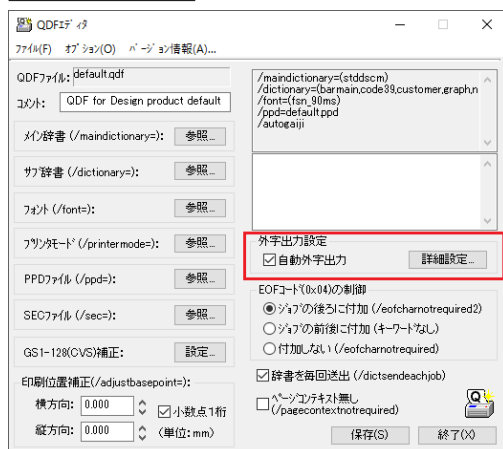 QDFエディタ
ファイル(F) オプション(O) バージョン情報(A)...
QDFファイル: default.qdf
コメント: QDF for Design product default
メイン辞書 (/maindictionary=): 参照...
サブ辞書 (/dictionary=): 参照...
フォント (/font=): 参照...
プリンタモード(/printermode=): 参照...
PPDファイル (/ppd=): 参照...
SECファイル (/sec=): 参照...
GS1-128(CVS)補正: 設定...
印刷位置補正(/adjustbasepoint=):
横方向: 0.000 小数点1桁
縦方向: 0.000 (単位:mm)
/maindictionary=(stddscm)
/dictionary=(barmain,code39,customer,graph,n
/font=(fsn_90ms)
/ppd=default.ppd
/autogaiji
外字出力設定
自動外字出力 詳細設定...
EOFコード(0x04)の制御
ジョブの後ろに付加 (/eofcharnotrequired2)
ジョブの前後に付加 (キーワードなし)
付加しない (/eofcharnotrequired)
辞書を毎回送出 (/dictsendeachjob)
ページコンテキスト無し
(/pagecontextnotrequired)
保存(S) 終了(X)